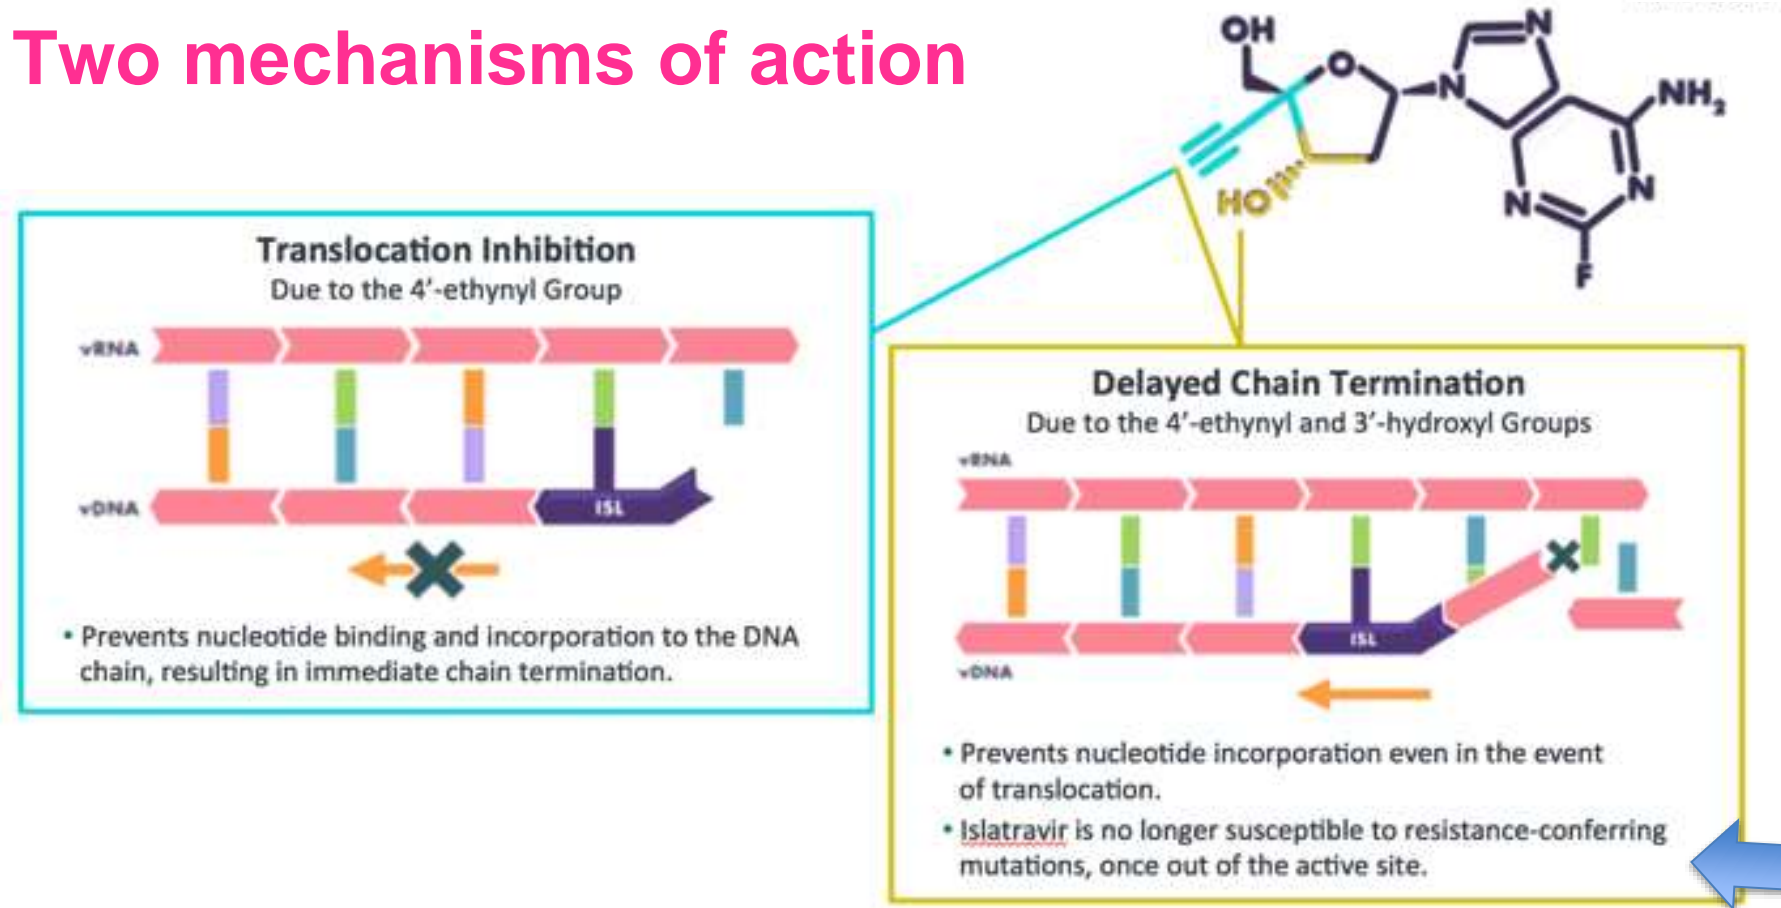 Two mechanisms of action
OH
O
N
N
NH₂
HO
N
N
F
Translocation Inhibition
Due to the 4′-ethynyl Group
vRNA
vDNA
ISL
• Prevents nucleotide binding and incorporation to the DNA
chain, resulting in immediate chain termination.
Delayed Chain Termination
Due to the 4′-ethynyl and 3′-hydroxyl Groups
vRNA
ISL
vDNA
• Prevents nucleotide incorporation even in the event
of translocation.
• Islatravir is no longer susceptible to resistance-conferring
mutations, once out of the active site.